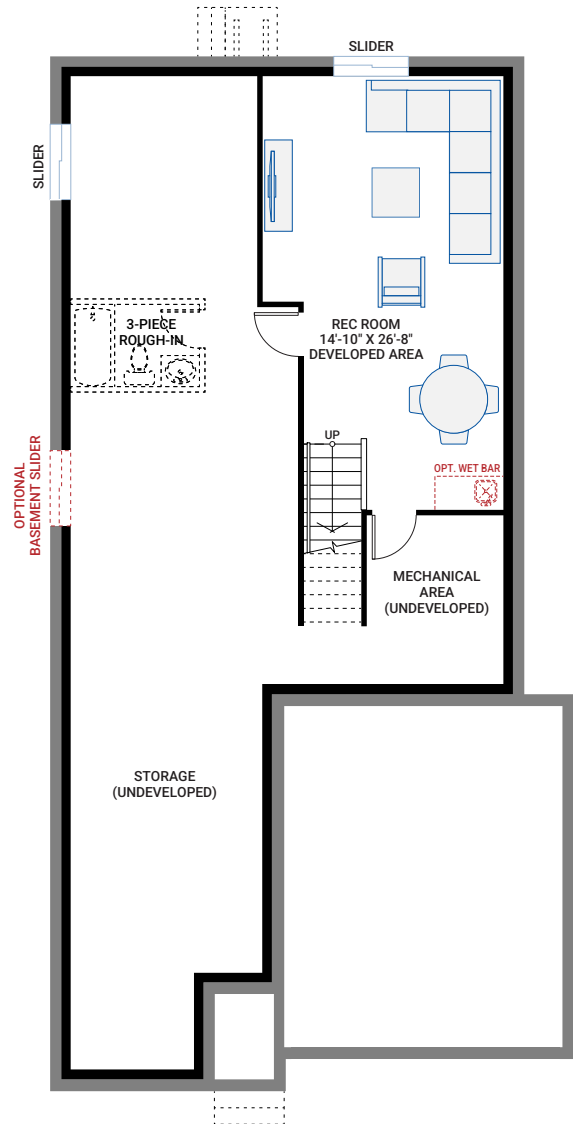 SLIDER
SLIDER
3-PIECE
ROUGH-IN
REC ROOM
14'-10" X 26'-8"
DEVELOPED AREA
UP
OPTIONAL
BASEMENT SLIDER
OPT. WET BAR
MECHANICAL
AREA
(UNDEVELOPED)
STORAGE
(UNDEVELOPED)